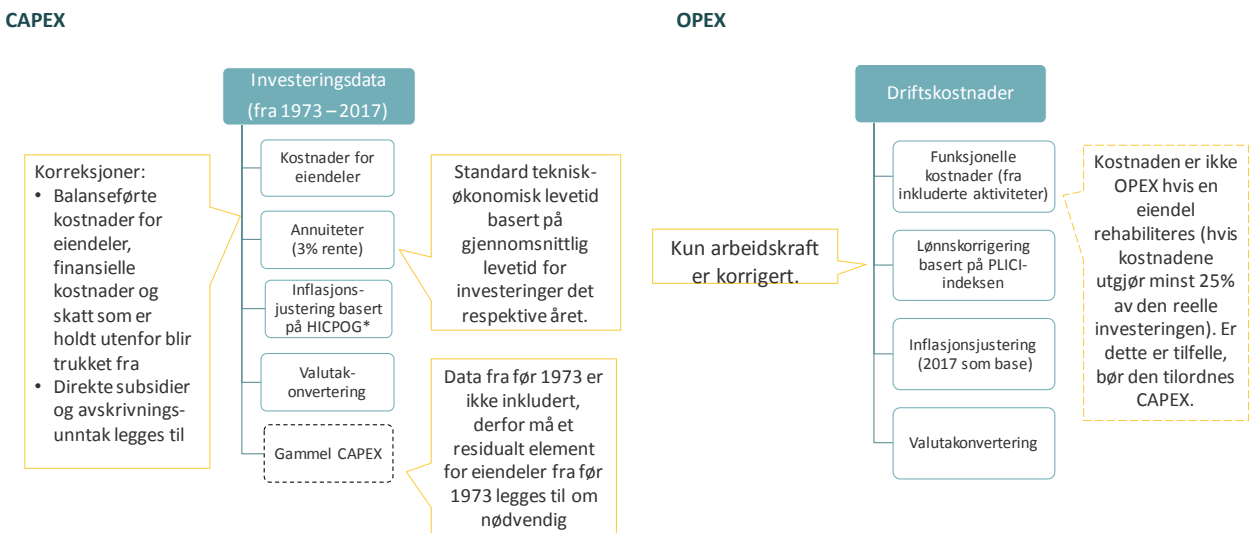 CAPEX
Investeringsdata
(fra 1973 – 2017)
Korreksjoner:
• Balanseførte
kostnader for
eiendeler,
finansielle
kostnader og
skatt som er
holdt utenfor blir
trukket fra
• Direkte subsidier
og avskrivnings-
unntak legges til
Kostnader for
eiendeler
Annuiteter
(3% rente)
Inflasjons-
justering basert
på HICPOG*
Valutak-
onvertering
Gammel CAPEX
Standard teknisk-
økonomisk levetid
basert på
gjennomsnittlig
levetid for
investeringer det
respektive året.
Data fra før 1973 er
ikke inkludert,
derfor må et
residualt element
for eiendeler fra før
1973 legges til om
nødvendig
OPEX
Driftskostnader
Kun arbeidskraft
er korrigert.
Funksjonelle
kostnader (fra
inkluderte aktiviteter)
Lønnskorrigering
basert på PLICI-
indeksen
Inflasjonsjustering
(2017 som base)
Valutakonvertering
Kostnaden er ikke
OPEX hvis en
eiendel
rehabiliteres (hvis
kostnadene
utgjør minst 25%
av den reelle
investeringen). Er
dette er tilfelle,
bør den tilordnes
CAPEX.